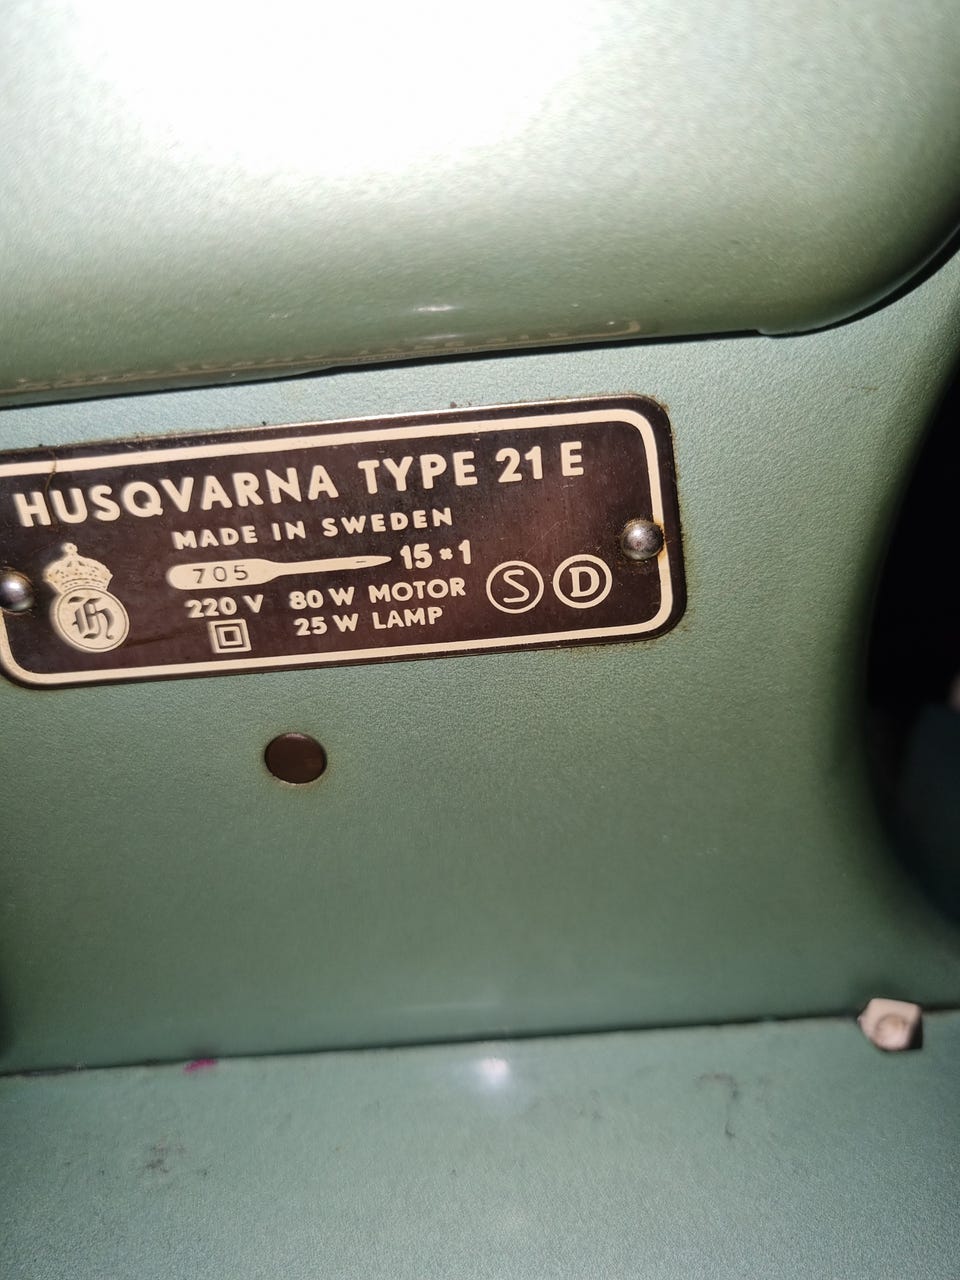 HUSQVARNA TYPE 21 E
MADE IN SWEDEN
705 15*1
220 V 80 W MOTOR
25 W LAMP
S D
H